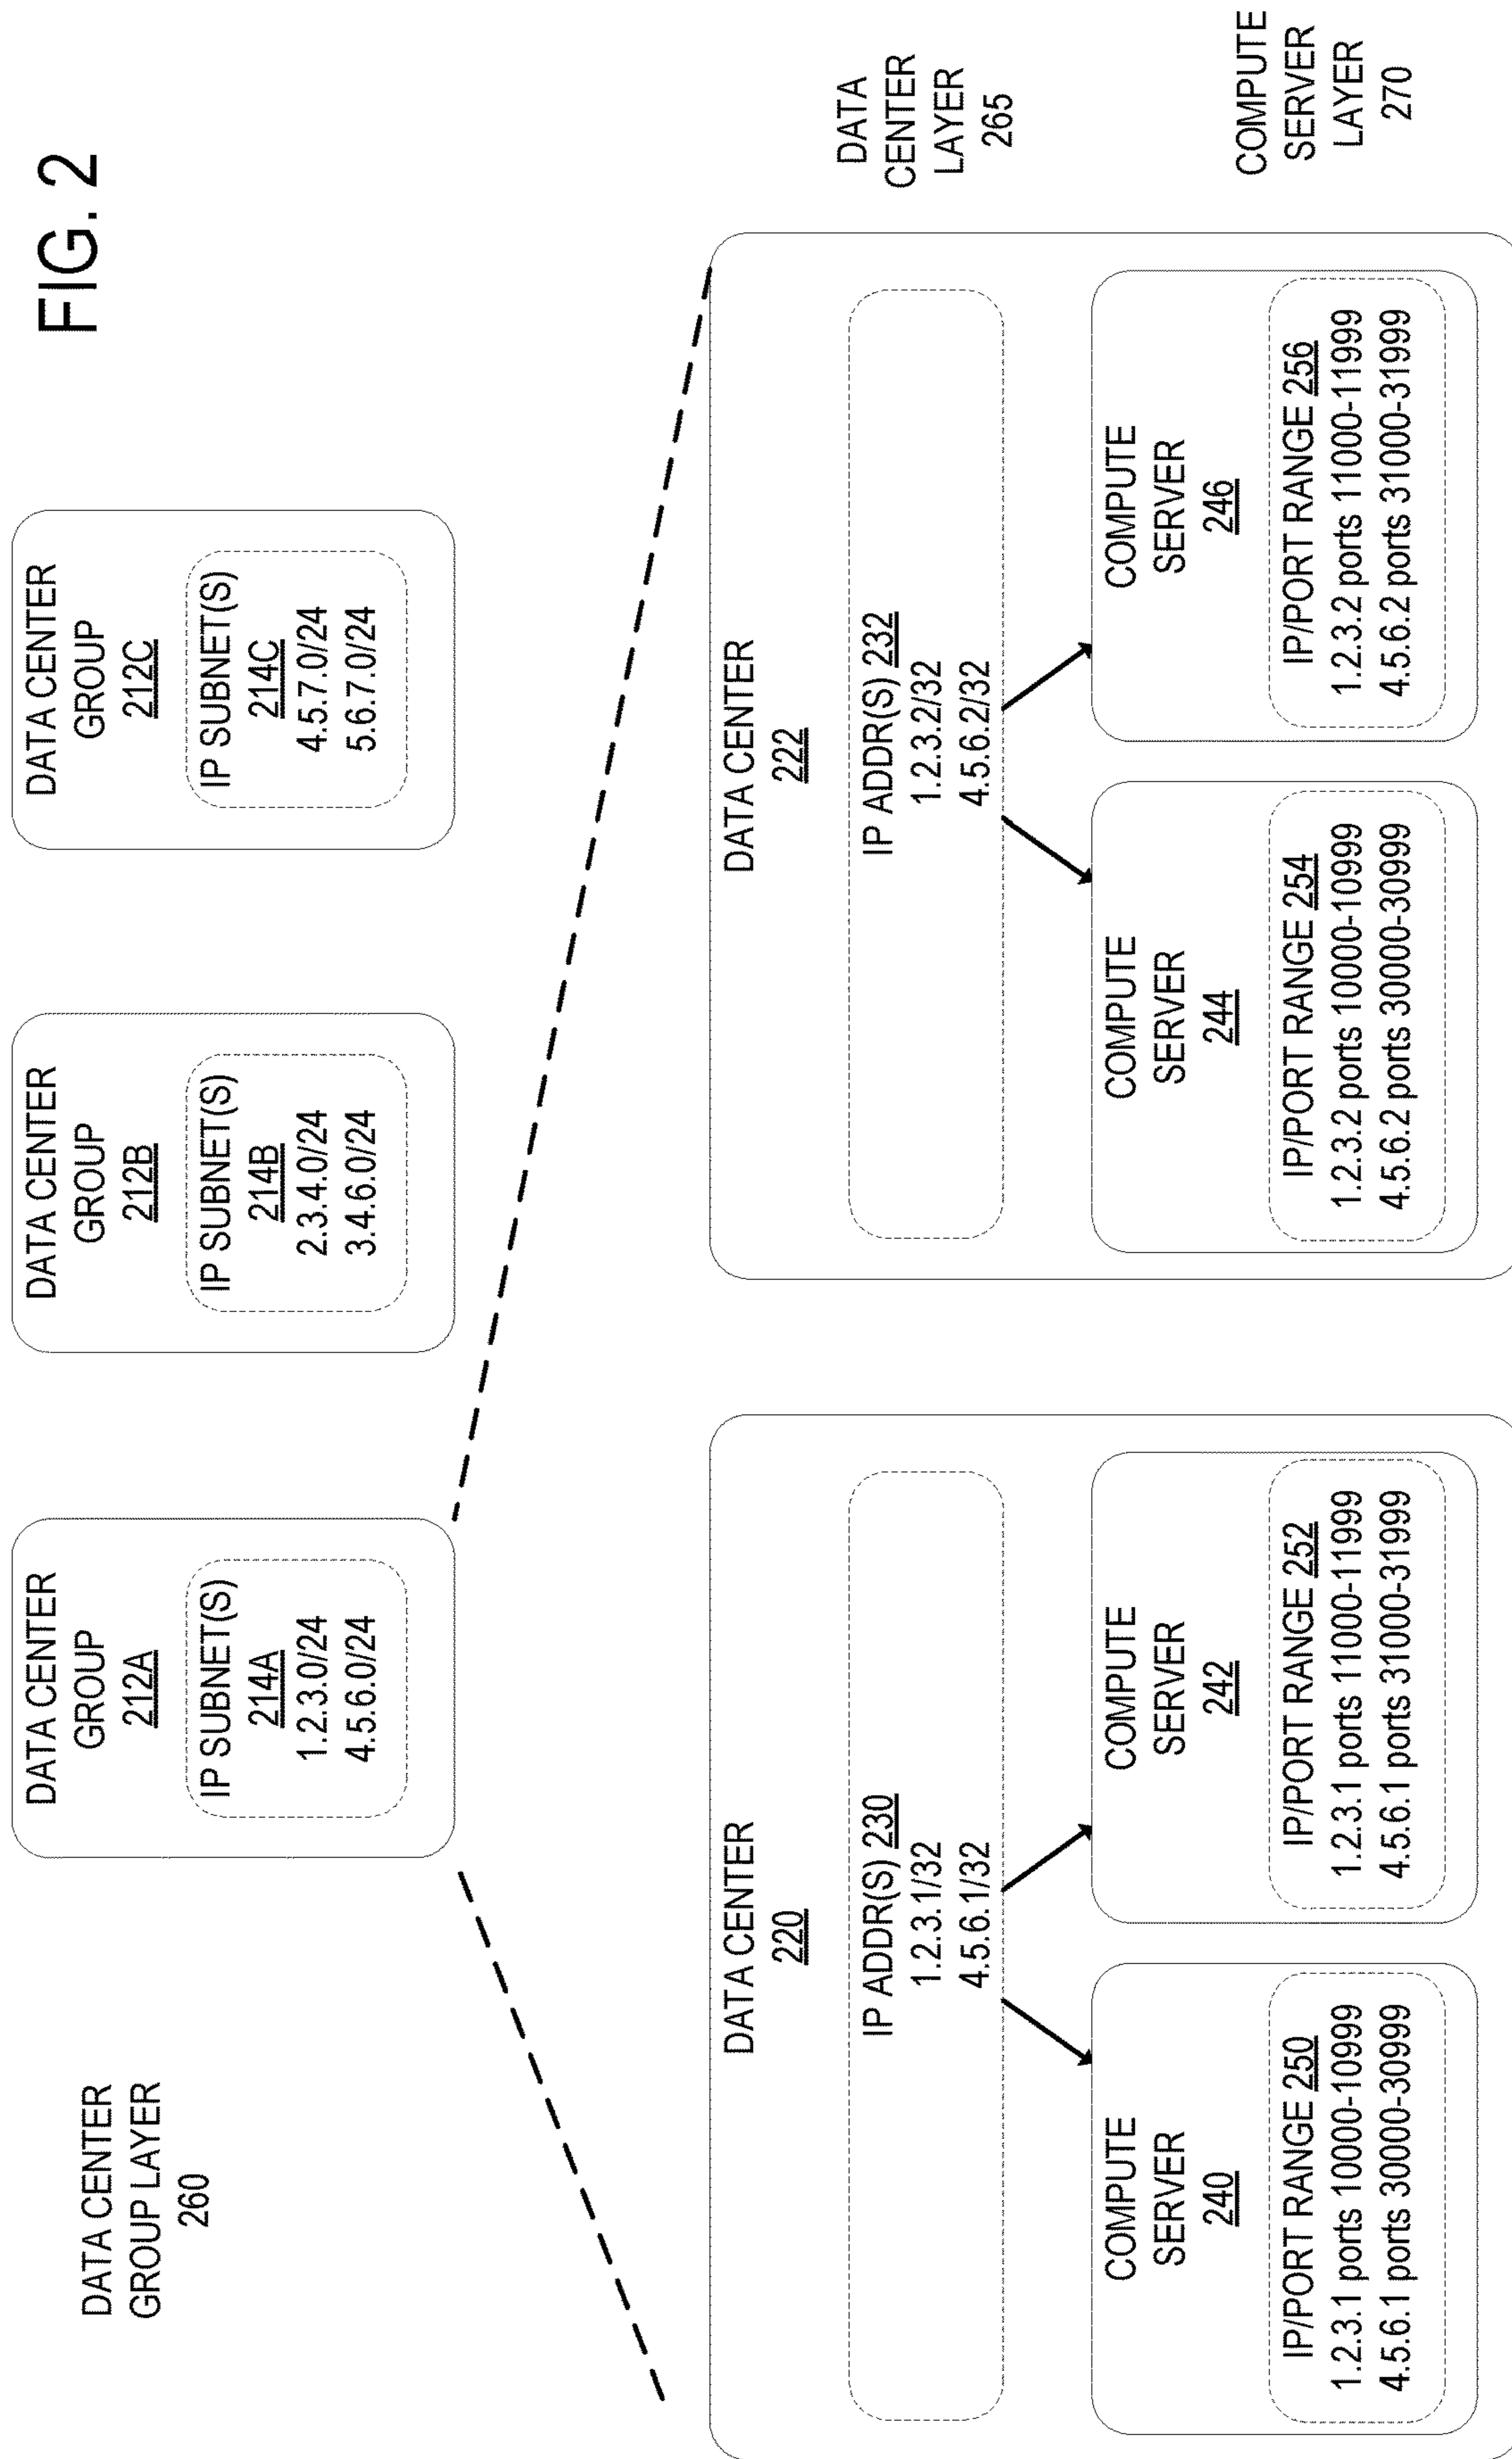 FIG. 2
DATA CENTER
GROUP LAYER
260
DATA CENTER
GROUP
212A
IP SUBNET(S)
214A
1.2.3.0/24
4.5.6.0/24
DATA CENTER
GROUP
212B
IP SUBNET(S)
214B
2.3.4.0/24
3.4.6.0/24
DATA CENTER
GROUP
212C
IP SUBNET(S)
214C
4.5.7.0/24
5.6.7.0/24
DATA CENTER
220
IP ADDR(S) 230
1.2.3.1/32
4.5.6.1/32
DATA CENTER
222
IP ADDR(S) 232
1.2.3.2/32
4.5.6.2/32
DATA
CENTER
LAYER
265
COMPUTE
SERVER
240
IP/PORT RANGE 250
1.2.3.1 ports 10000-10999
4.5.6.1 ports 30000-30999
COMPUTE
SERVER
242
IP/PORT RANGE 252
1.2.3.1 ports 11000-11999
4.5.6.1 ports 31000-31999
COMPUTE
SERVER
244
IP/PORT RANGE 254
1.2.3.2 ports 10000-10999
4.5.6.2 ports 30000-30999
COMPUTE
SERVER
246
IP/PORT RANGE 256
1.2.3.2 ports 11000-11999
4.5.6.2 ports 31000-31999
COMPUTE
SERVER
LAYER
270